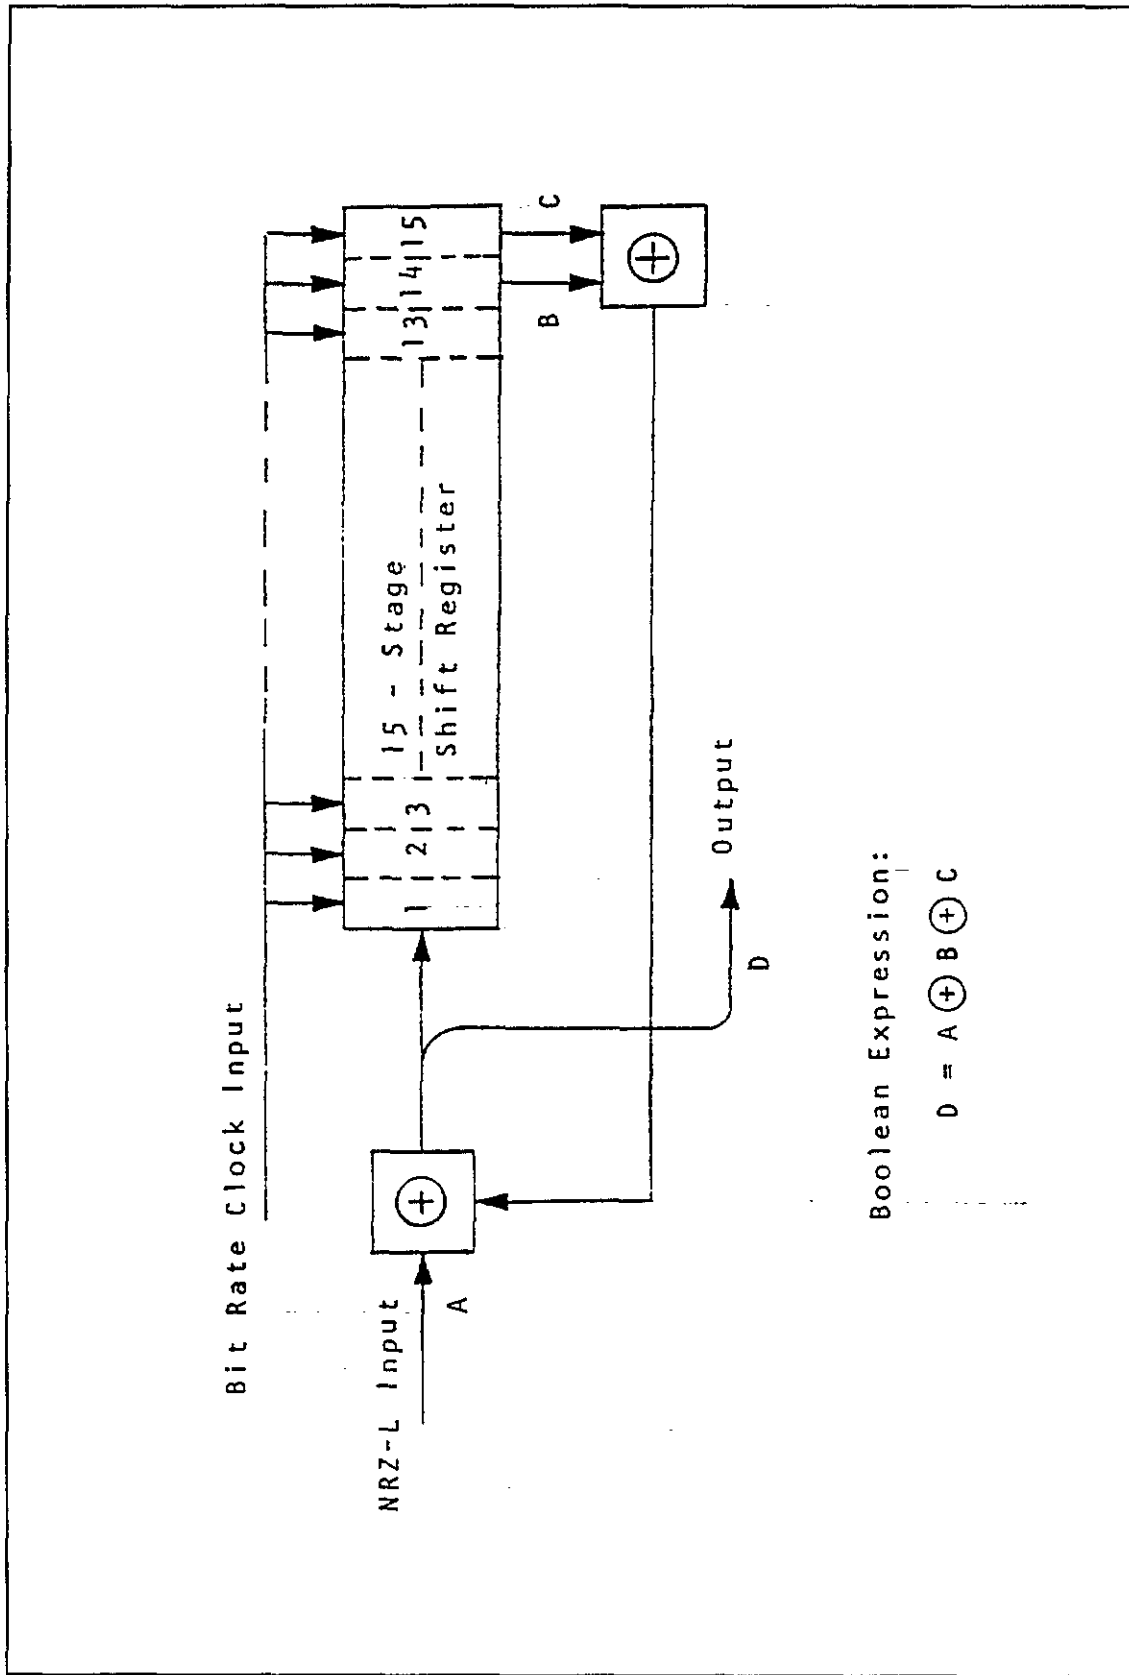 Bit Rate Clock Input
NRZ-L Input
A
1 2 3
15 - Stage
Shift Register
13 14 15
B
C
D
Output
Boolean Expression:
D = A ⊕ B ⊕ C
⊕
⊕